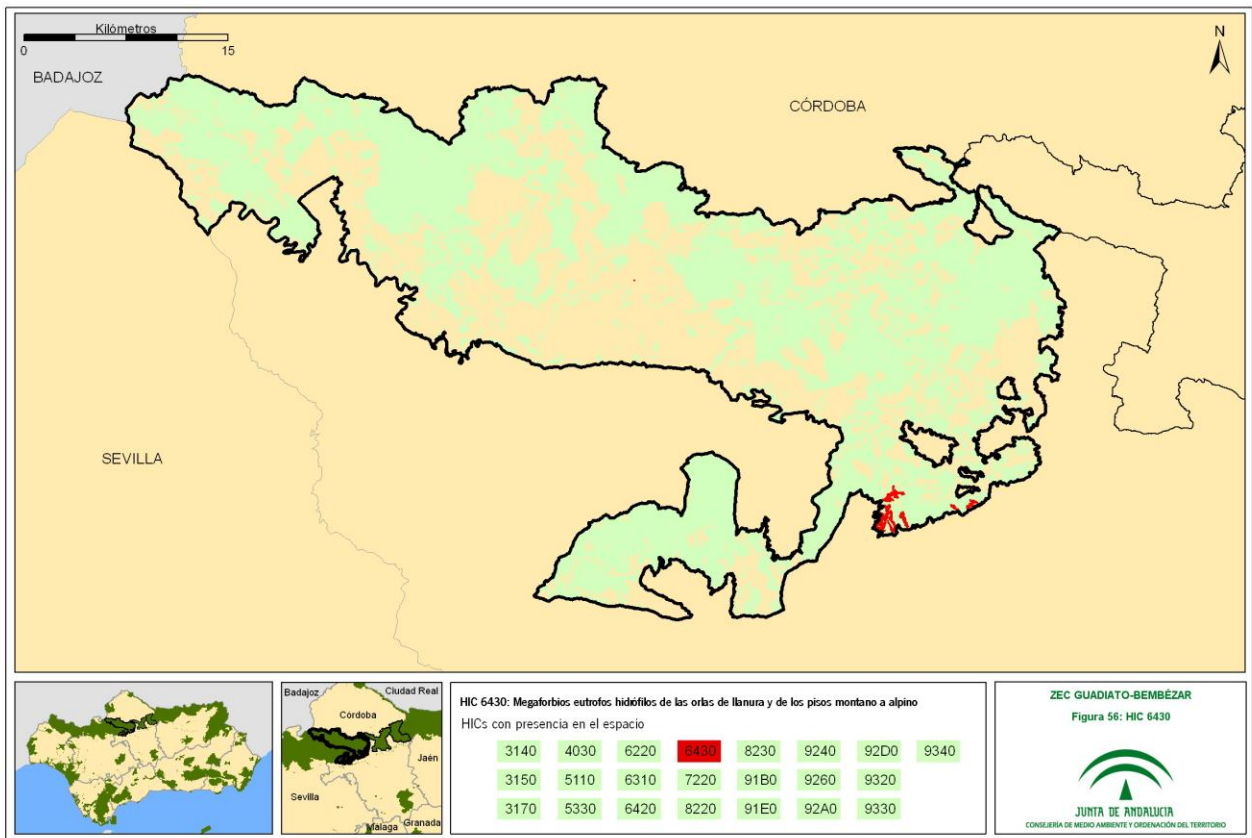 Kilómetros
0 15
N
BADAJOZ
CÓRDOBA
SEVILLA
Badajoz
Ciudad Real
Córdoba
Jaén
Sevilla
Málaga
Granada
HIC 6430: Megaforbios eutrofos hidrófilos de las orlas de llanura y de los pisos montano a alpino
HICs con presencia en el espacio
3140 4030 6220 6430 8230 9240 92D0 9340
3150 5110 6310 7220 91B0 9260 9320
3170 5330 6420 8220 91E0 92A0 9330
ZEC GUADIATO-BEMBÉZAR
Figura 56: HIC 6430
JUNTA DE ANDALUCIA
CONSEJERÍA DE MEDIO AMBIENTE Y ORDENACIÓN DEL TERRITORIO